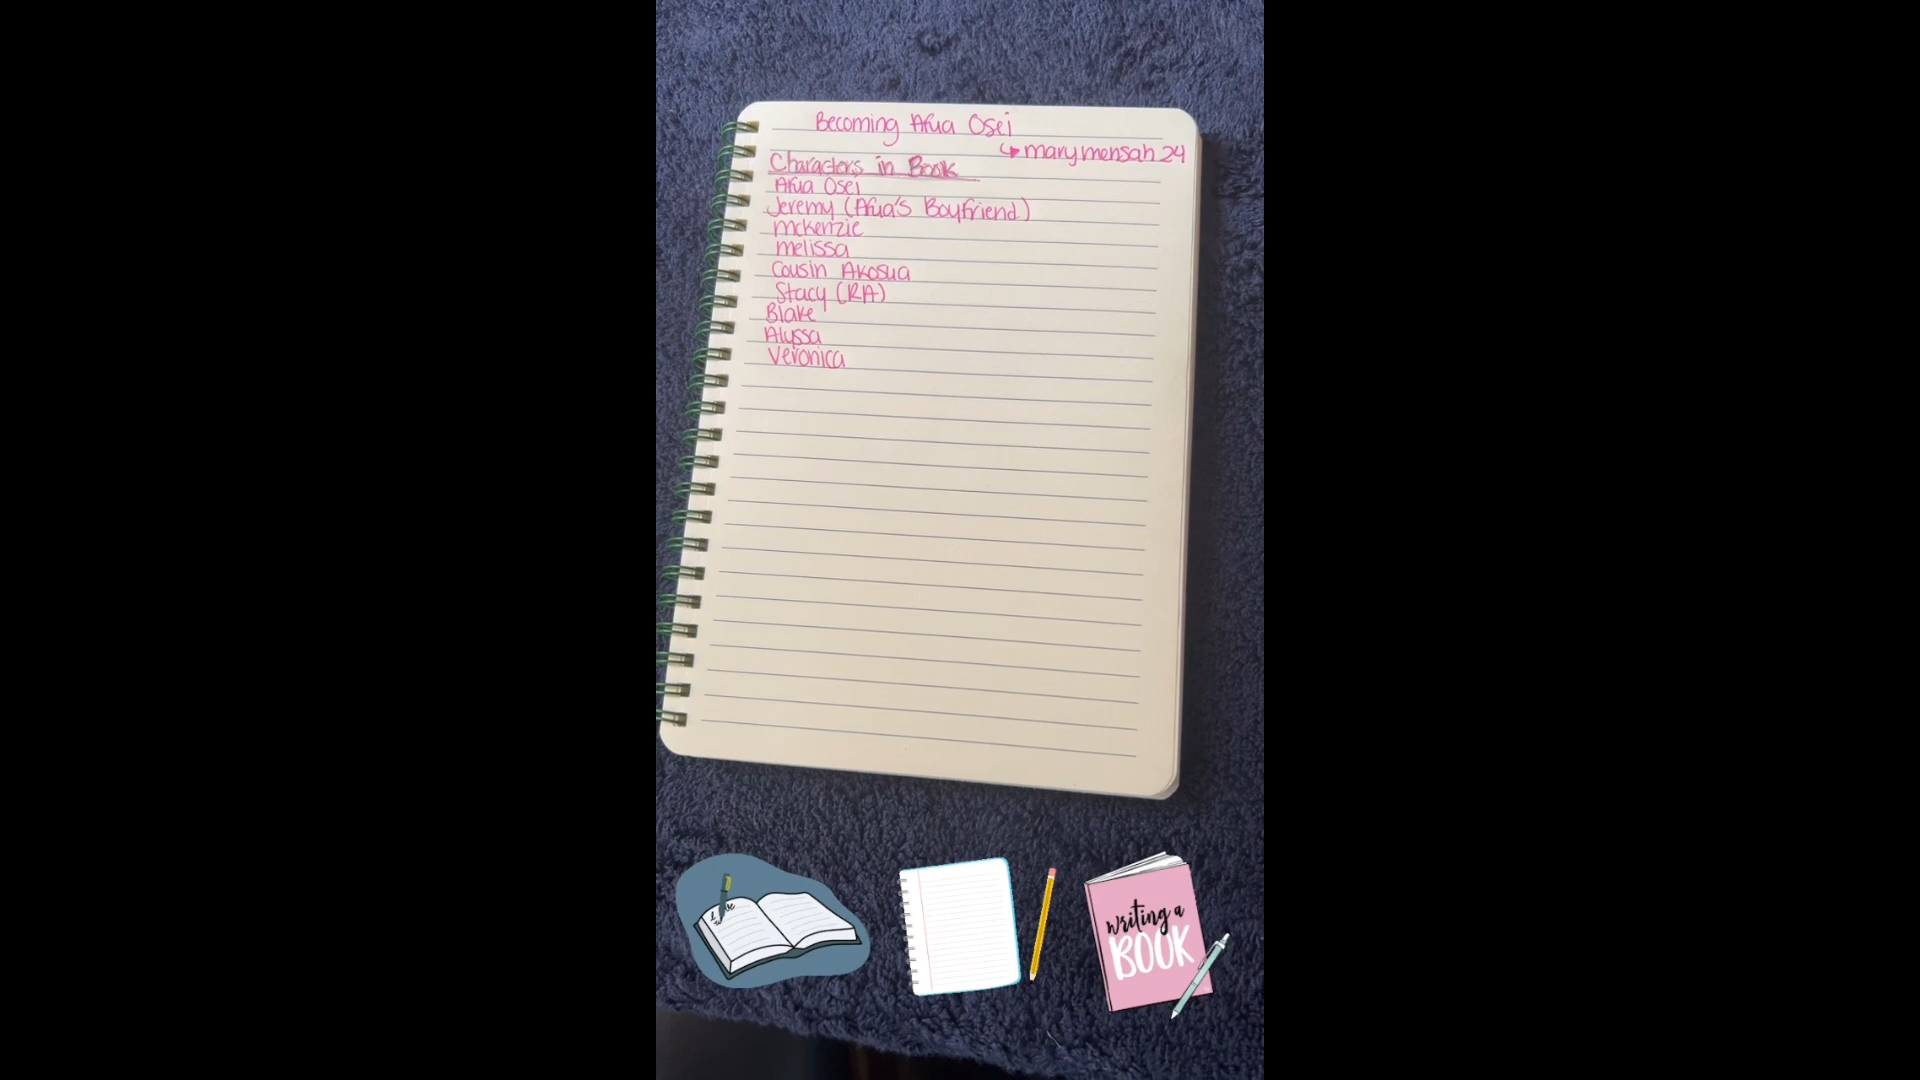 Becoming Afua Osei
↳marymensah24
Characters in Book
Afua Osei
Jeremy (Afua's Boyfriend)
mckenzie
melissa
Cousin Akosua
Stacy (RA)
Blake
Alyssa
Veronica
writing a
BOOK